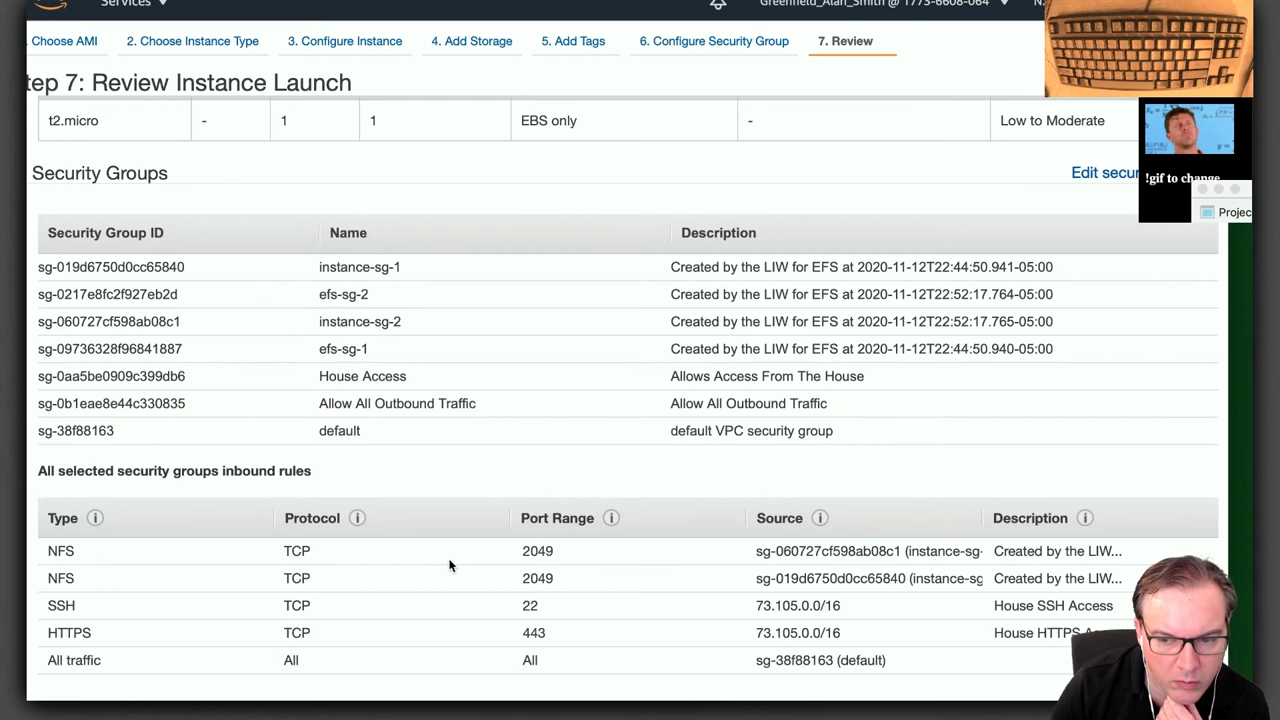 Services
Greenfield_Alan_Smith @ 1773-6608-064
Choose AMI 2. Choose Instance Type 3. Configure Instance 4. Add Storage 5. Add Tags 6. Configure Security Group 7. Review
tep 7: Review Instance Launch
t2.micro - 1 1 EBS only - Low to Moderate
Security Groups Edit secur
!gif to change
Projec
Security Group ID Name Description
sg-019d6750d0cc65840 instance-sg-1 Created by the LIW for EFS at 2020-11-12T22:44:50.941-05:00
sg-0217e8fc2f927eb2d efs-sg-2 Created by the LIW for EFS at 2020-11-12T22:52:17.764-05:00
sg-060727cf598ab08c1 instance-sg-2 Created by the LIW for EFS at 2020-11-12T22:52:17.765-05:00
sg-09736328f96841887 efs-sg-1 Created by the LIW for EFS at 2020-11-12T22:44:50.940-05:00
sg-0aa5be0909c399db6 House Access Allows Access From The House
sg-0b1eae8e44c330835 Allow All Outbound Traffic Allow All Outbound Traffic
sg-38f88163 default default VPC security group
All selected security groups inbound rules
Type Protocol Port Range Source Description
NFS TCP 2049 sg-060727cf598ab08c1 (instance-sg- Created by the LIW...
NFS TCP 2049 sg-019d6750d0cc65840 (instance-sg Created by the LIW...
SSH TCP 22 73.105.0.0/16 House SSH Access
HTTPS TCP 443 73.105.0.0/16 House HTTPS
All traffic All All sg-38f88163 (default)